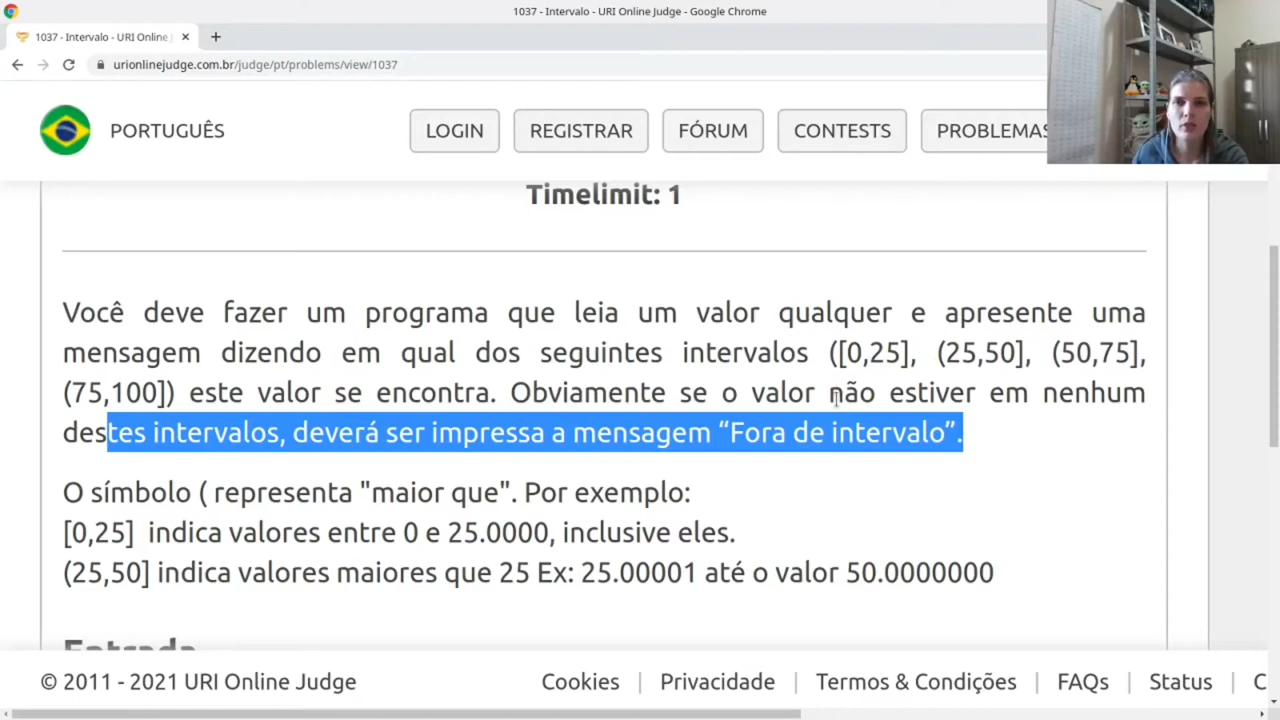 1037 - Intervalo - URI Online Judge - Google Chrome
1037 - Intervalo - URI Online J
urionlinejudge.com.br/judge/pt/problems/view/1037
PORTUGUÊS
LOGIN
REGISTRAR
FÓRUM
CONTESTS
PROBLEMAS
Timelimit: 1
Você deve fazer um programa que leia um valor qualquer e apresente uma
mensagem dizendo em qual dos seguintes intervalos ([0,25], (25,50], (50,75],
(75,100]) este valor se encontra. Obviamente se o valor não estiver em nenhum
destes intervalos, deverá ser impressa a mensagem “Fora de intervalo”.
O símbolo ( representa "maior que". Por exemplo:
[0,25]  indica valores entre 0 e 25.0000, inclusive eles.
(25,50] indica valores maiores que 25 Ex: 25.00001 até o valor 50.0000000
Entrada
© 2011 - 2021 URI Online Judge
Cookies | Privacidade | Termos & Condições | FAQs | Status | C